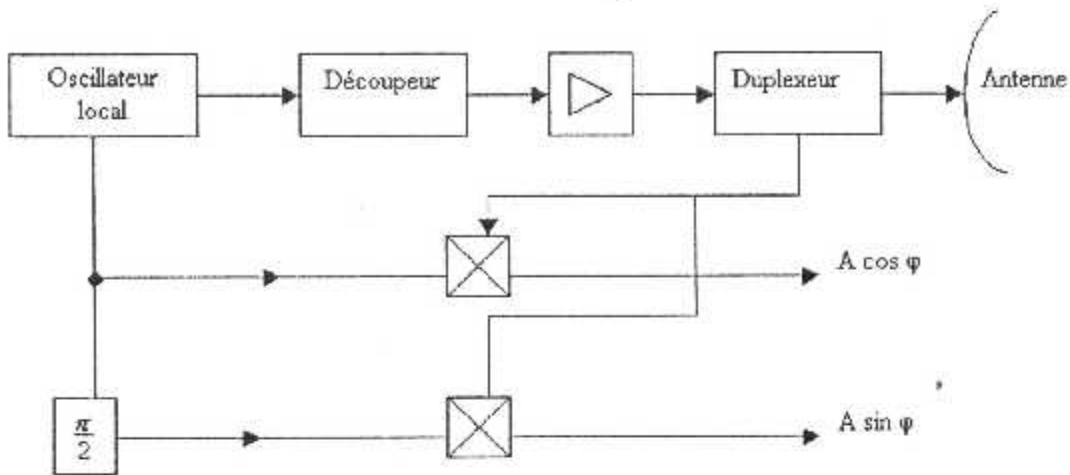 Oscillateur
local
Découpeur
Duplexeur
Antenne
A cos φ
π
2
A sin φ